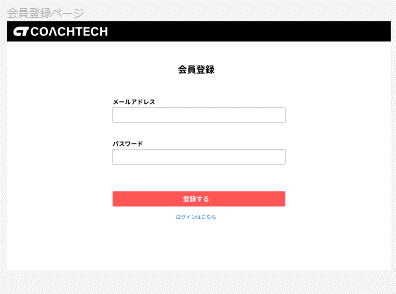 会員登録ページ
COACHTECH
会員登録
メールアドレス
パスワード
登録する
ログインはこちら